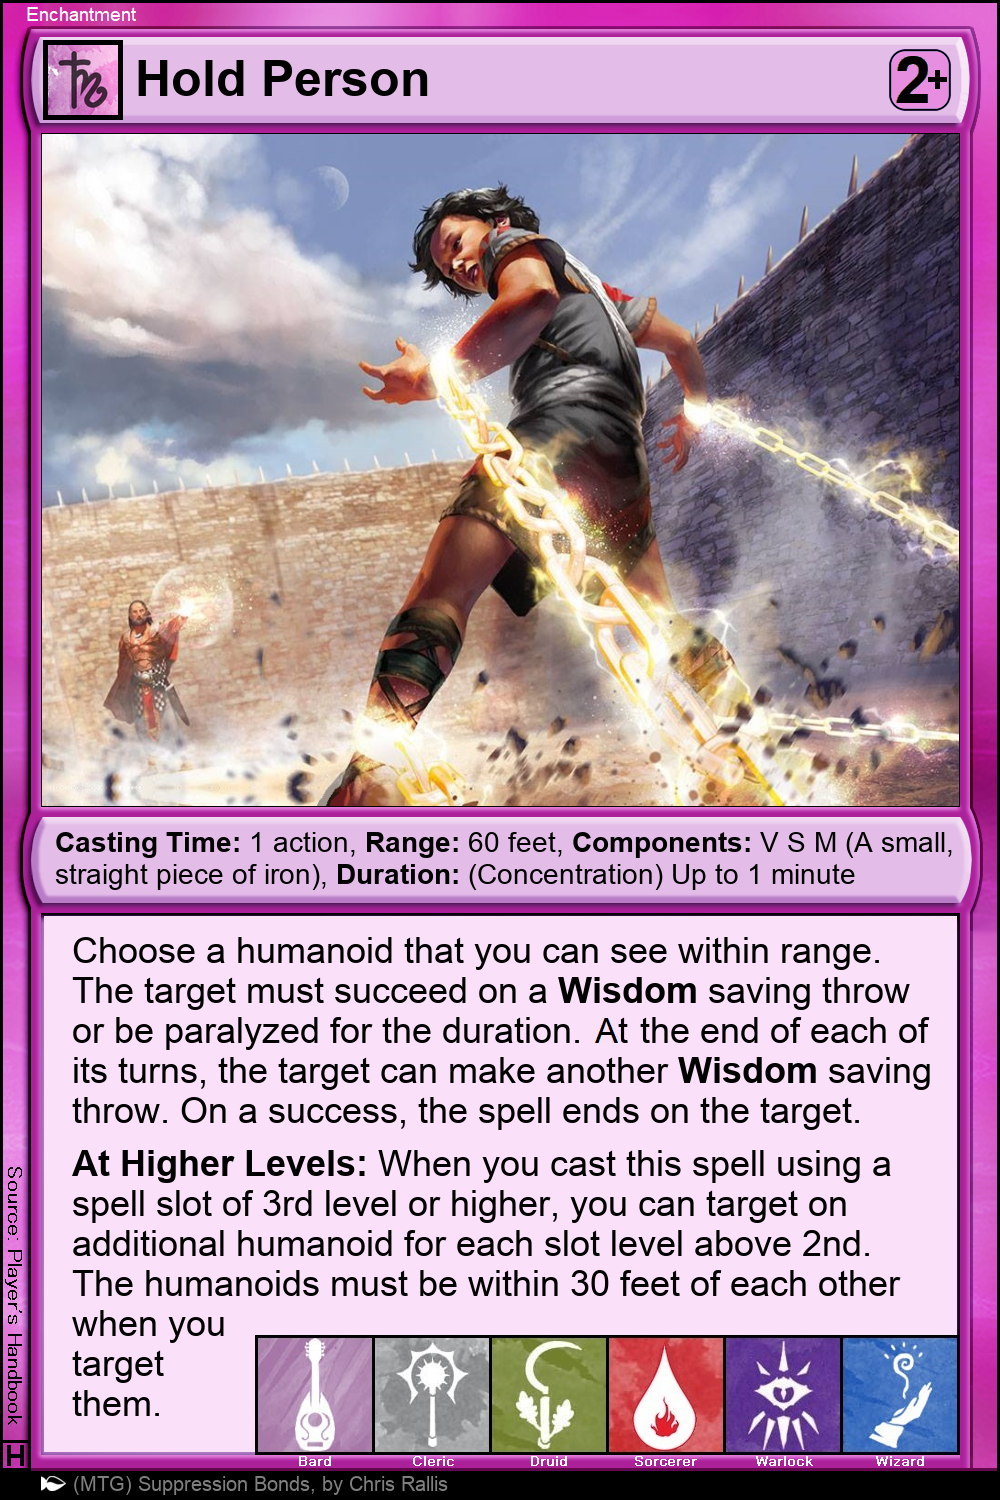 Enchantment
Hold Person
2+
Casting Time: 1 action, Range: 60 feet, Components: V S M (A small,
straight piece of iron), Duration: (Concentration) Up to 1 minute
Choose a humanoid that you can see within range.
The target must succeed on a Wisdom saving throw
or be paralyzed for the duration. At the end of each of
its turns, the target can make another Wisdom saving
throw. On a success, the spell ends on the target.
At Higher Levels: When you cast this spell using a
spell slot of 3rd level or higher, you can target on
additional humanoid for each slot level above 2nd.
The humanoids must be within 30 feet of each other
when you
target
them.
Bard Cleric Druid Sorcerer Warlock Wizard
Source: Player's Handbook
H
(MTG) Suppression Bonds, by Chris Rallis